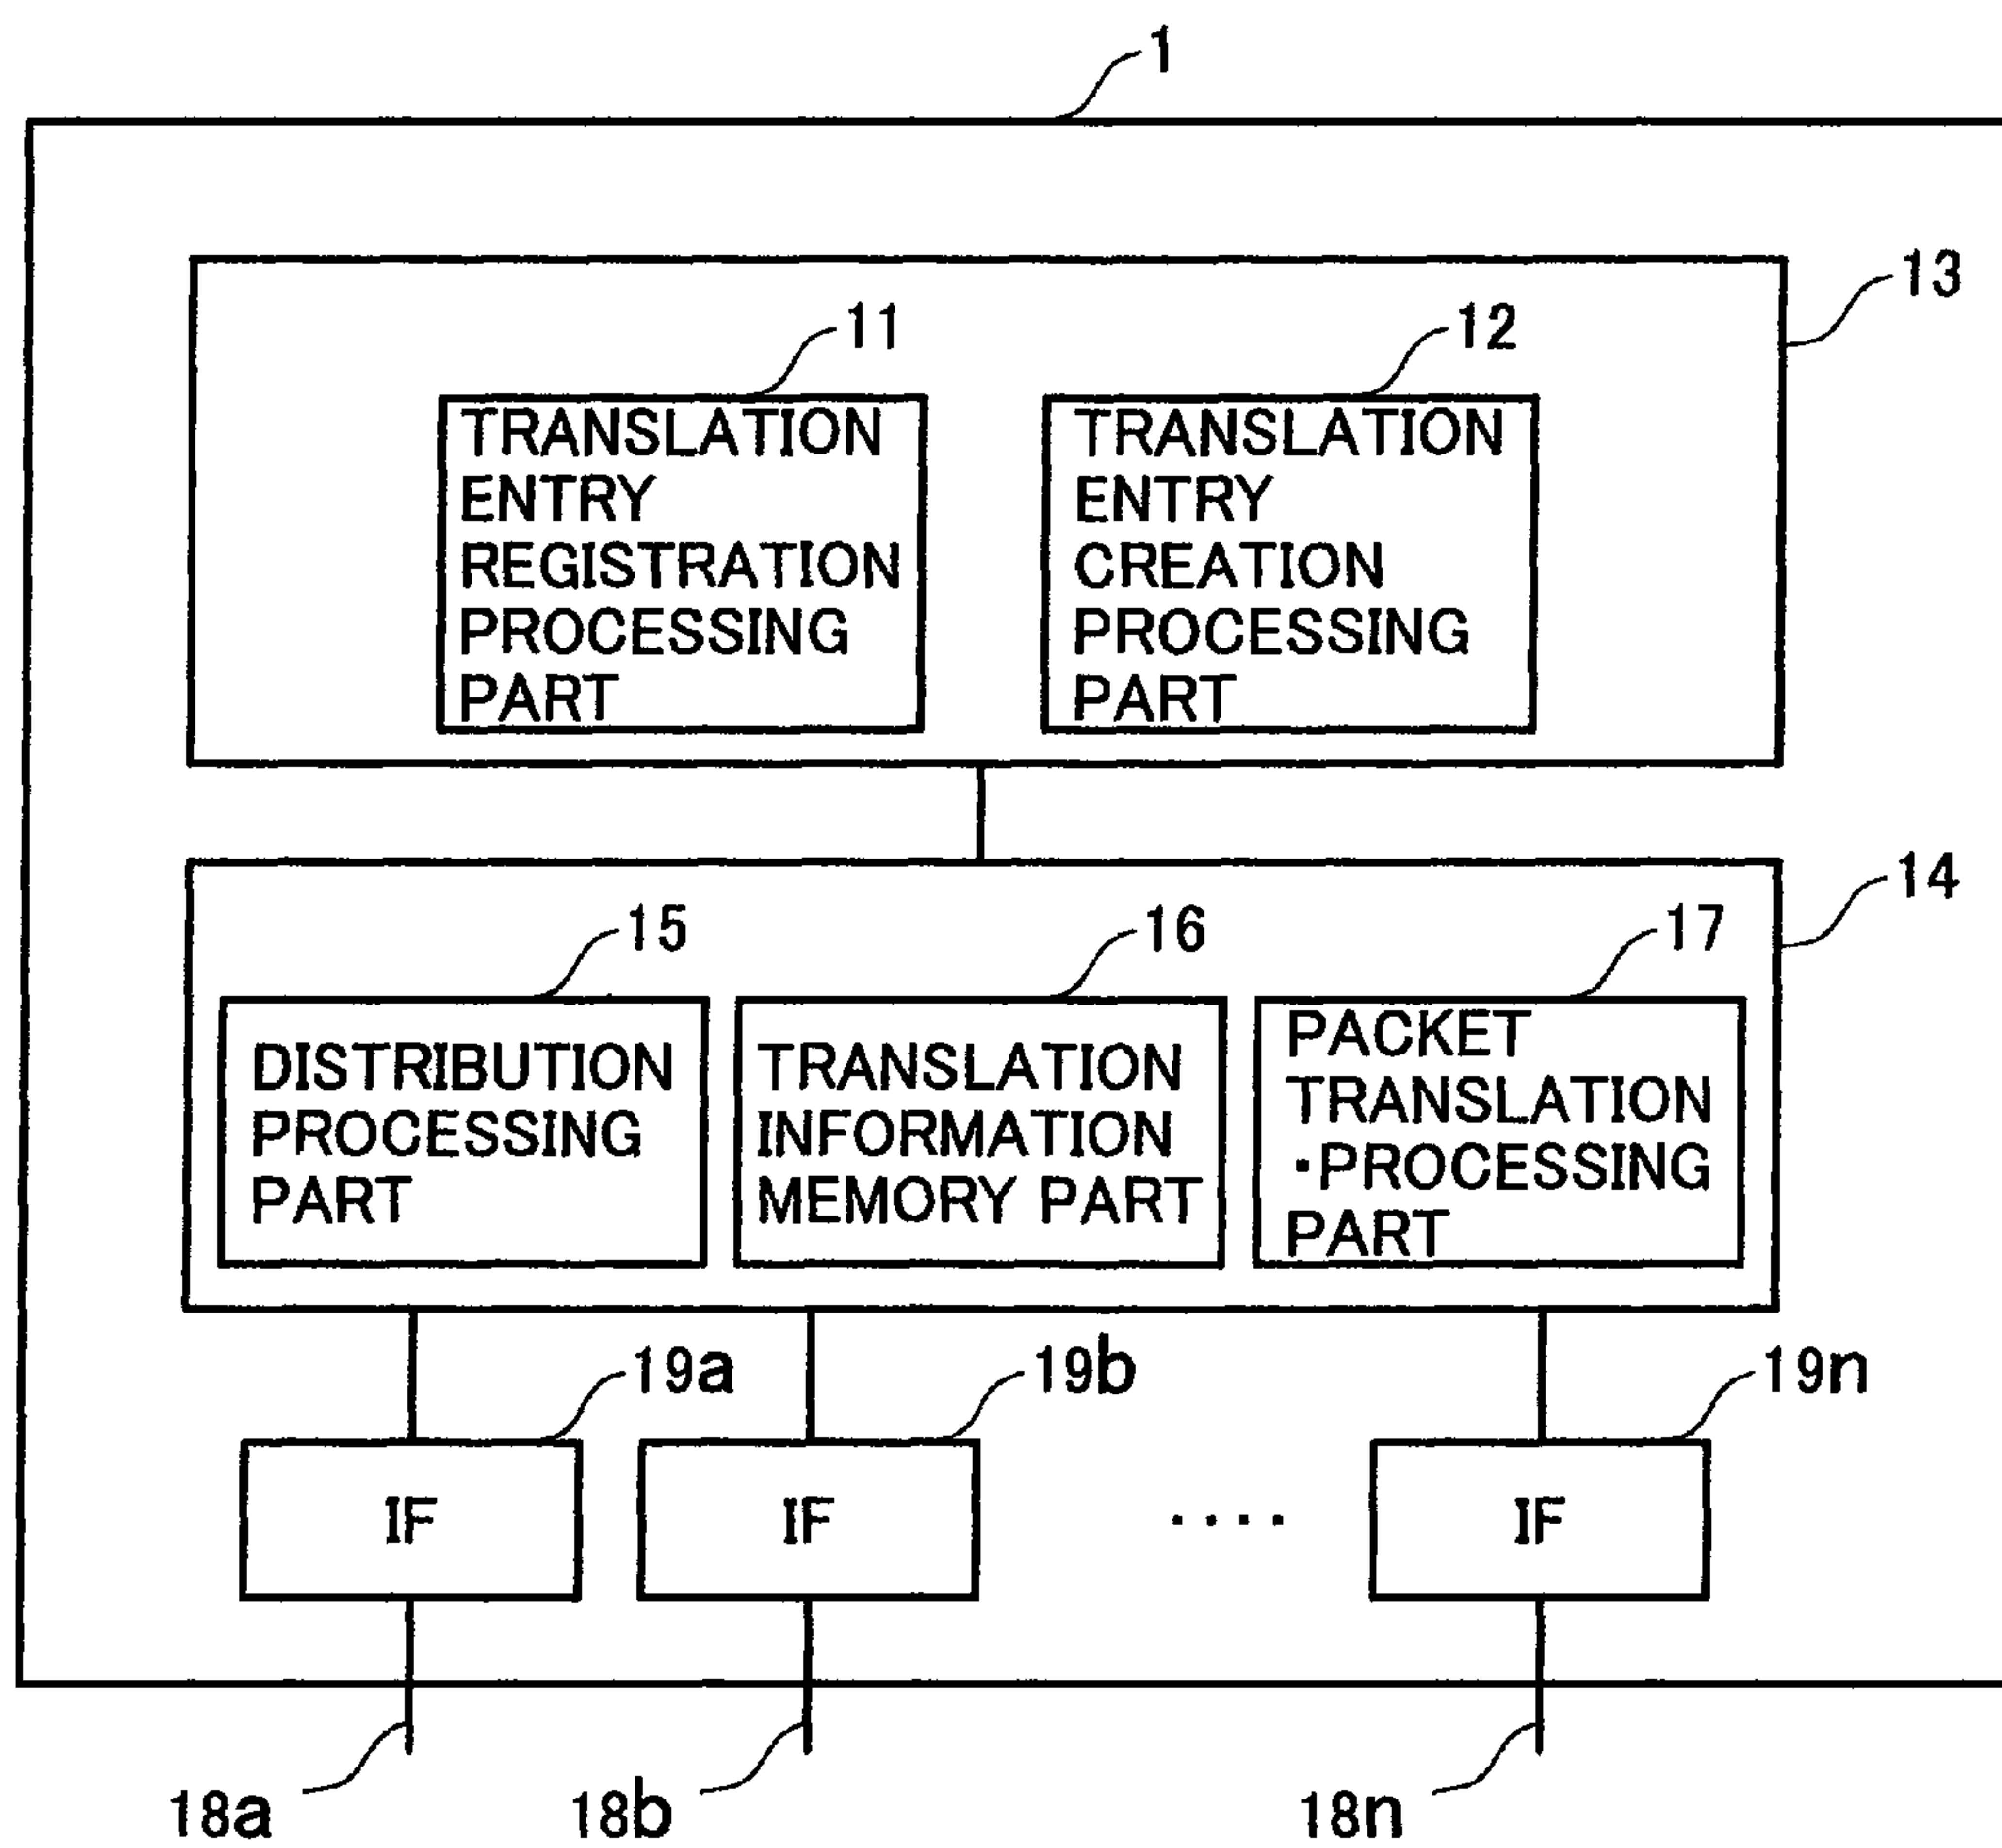 1
13
11
12
TRANSLATION
ENTRY
REGISTRATION
PROCESSING
PART
TRANSLATION
ENTRY
CREATION
PROCESSING
PART
14
15
16
17
DISTRIBUTION
PROCESSING
PART
TRANSLATION
INFORMATION
MEMORY PART
PACKET
TRANSLATION
・PROCESSING
PART
19a
19b
19n
IF
IF
････
IF
18a
18b
18n